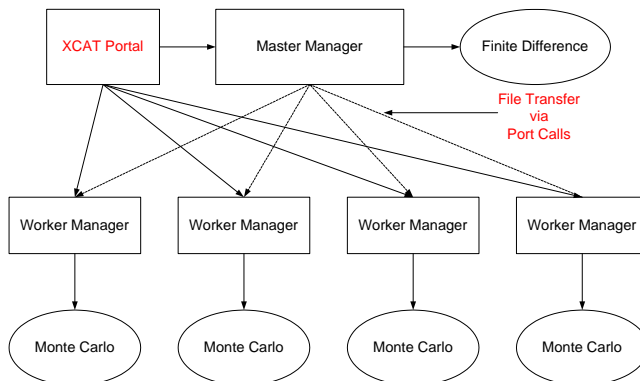 XCAT Portal
Master Manager
Finite Difference
File Transfer
via
Port Calls
Worker Manager
Worker Manager
Worker Manager
Worker Manager
Monte Carlo
Monte Carlo
Monte Carlo
Monte Carlo